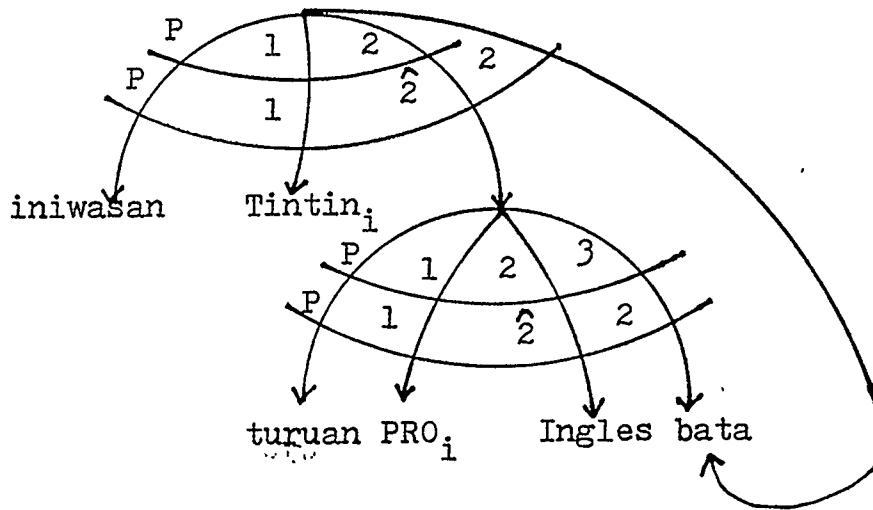 P 1 2
P 1 2̂ 2
iniwasan Tintin_i
P 1 2 3
P 1 2̂ 2
turuan PRO_i Ingles bata